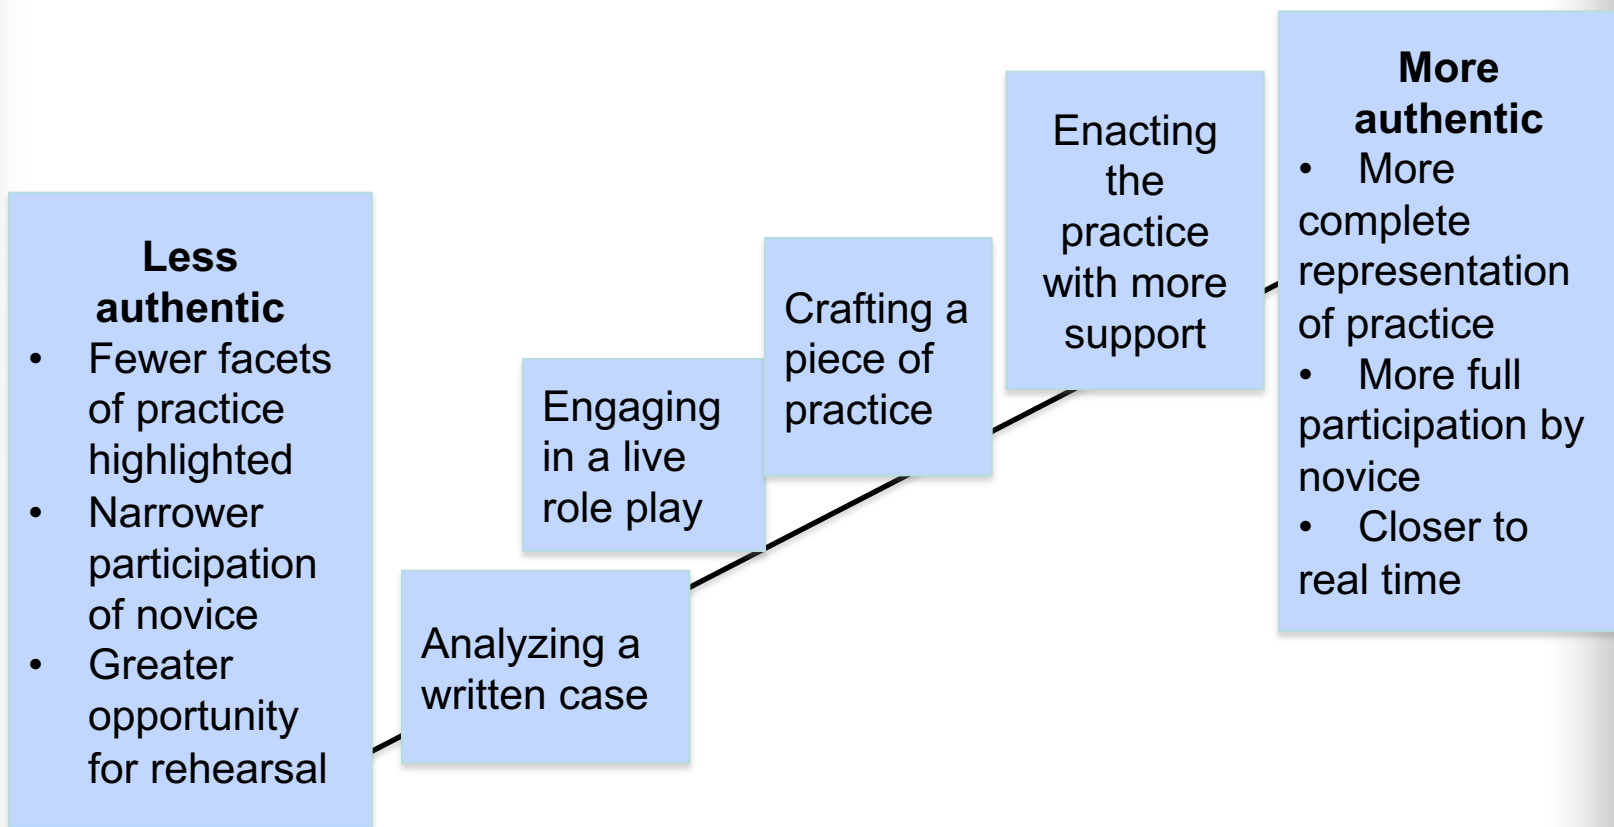 Less
authentic
• Fewer facets
of practice
highlighted
• Narrower
participation
of novice
• Greater
opportunity
for rehearsal
Analyzing a
written case
Engaging
in a live
role play
Crafting a
piece of
practice
Enacting
the
practice
with more
support
More
authentic
• More
complete
representation
of practice
• More full
participation by
novice
• Closer to
real time